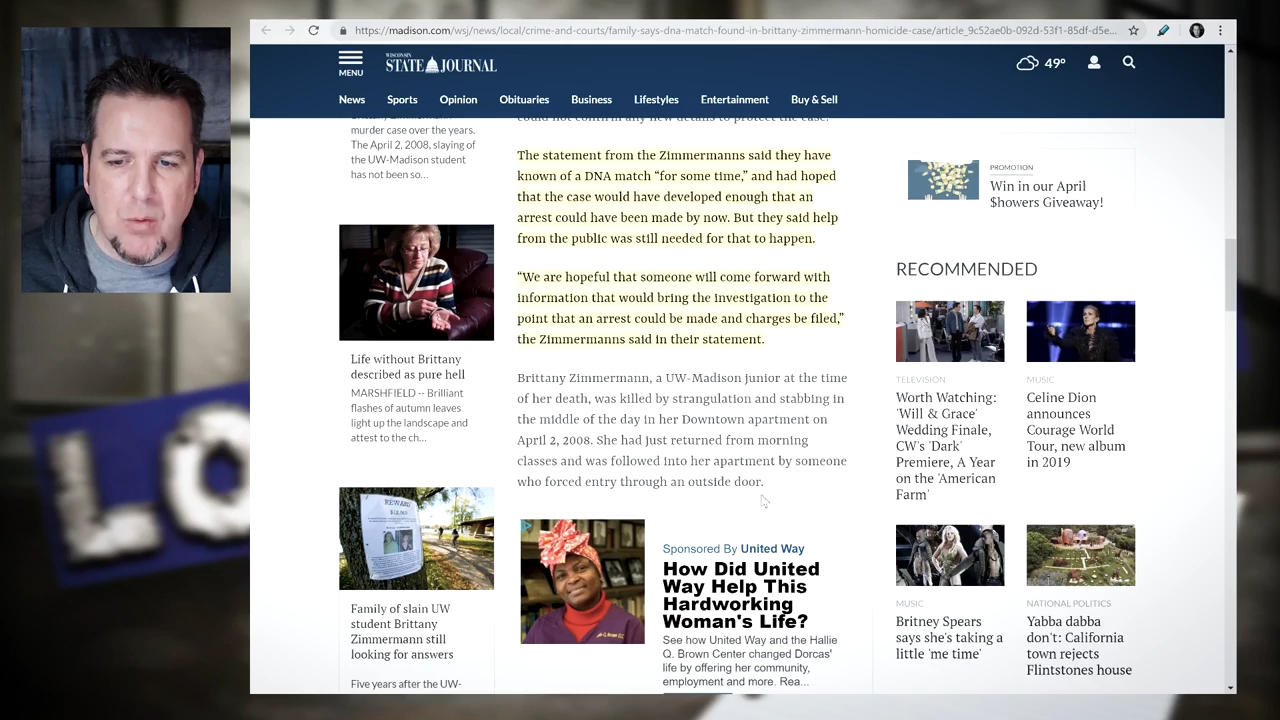 https://madison.com/wsj/news/local/crime-and-courts/family-says-dna-match-found-in-brittany-zimmermann-homicide-case/article_9c52ae0b-092d-53f1-85df-d5e...
MENU
WISCONSIN
STATE JOURNAL
49°
News
Sports
Opinion
Obituaries
Business
Lifestyles
Entertainment
Buy & Sell
Brittany Zimmermann
murder case over the years.
The April 2, 2008, slaying of
the UW-Madison student
has not been so...
Life without Brittany
described as pure hell
MARSHFIELD -- Brilliant
flashes of autumn leaves
light up the landscape and
attest to the ch...
REWARD
Family of slain UW
student Brittany
Zimmermann still
looking for answers
Five years after the UW-
could not confirm any new details to protect the case.
The statement from the Zimmermanns said they have
known of a DNA match “for some time,” and had hoped
that the case would have developed enough that an
arrest could have been made by now. But they said help
from the public was still needed for that to happen.
“We are hopeful that someone will come forward with
information that would bring the investigation to the
point that an arrest could be made and charges be filed,”
the Zimmermanns said in their statement.
Brittany Zimmermann, a UW-Madison junior at the time
of her death, was killed by strangulation and stabbing in
the middle of the day in her Downtown apartment on
April 2, 2008. She had just returned from morning
classes and was followed into her apartment by someone
who forced entry through an outside door.
Sponsored By United Way
How Did United
Way Help This
Hardworking
Woman's Life?
See how United Way and the Hallie
Q. Brown Center changed Dorcas'
life by offering her community,
employment and more. Rea...
PROMOTION
Win in our April
$howers Giveaway!
RECOMMENDED
TELEVISION
Worth Watching:
'Will & Grace'
Wedding Finale,
CW's 'Dark'
Premiere, A Year
on the 'American
Farm'
MUSIC
Celine Dion
announces
Courage World
Tour, new album
in 2019
MUSIC
Britney Spears
says she's taking a
little 'me time'
NATIONAL POLITICS
Yabba dabba
don't: California
town rejects
Flintstones house
LO